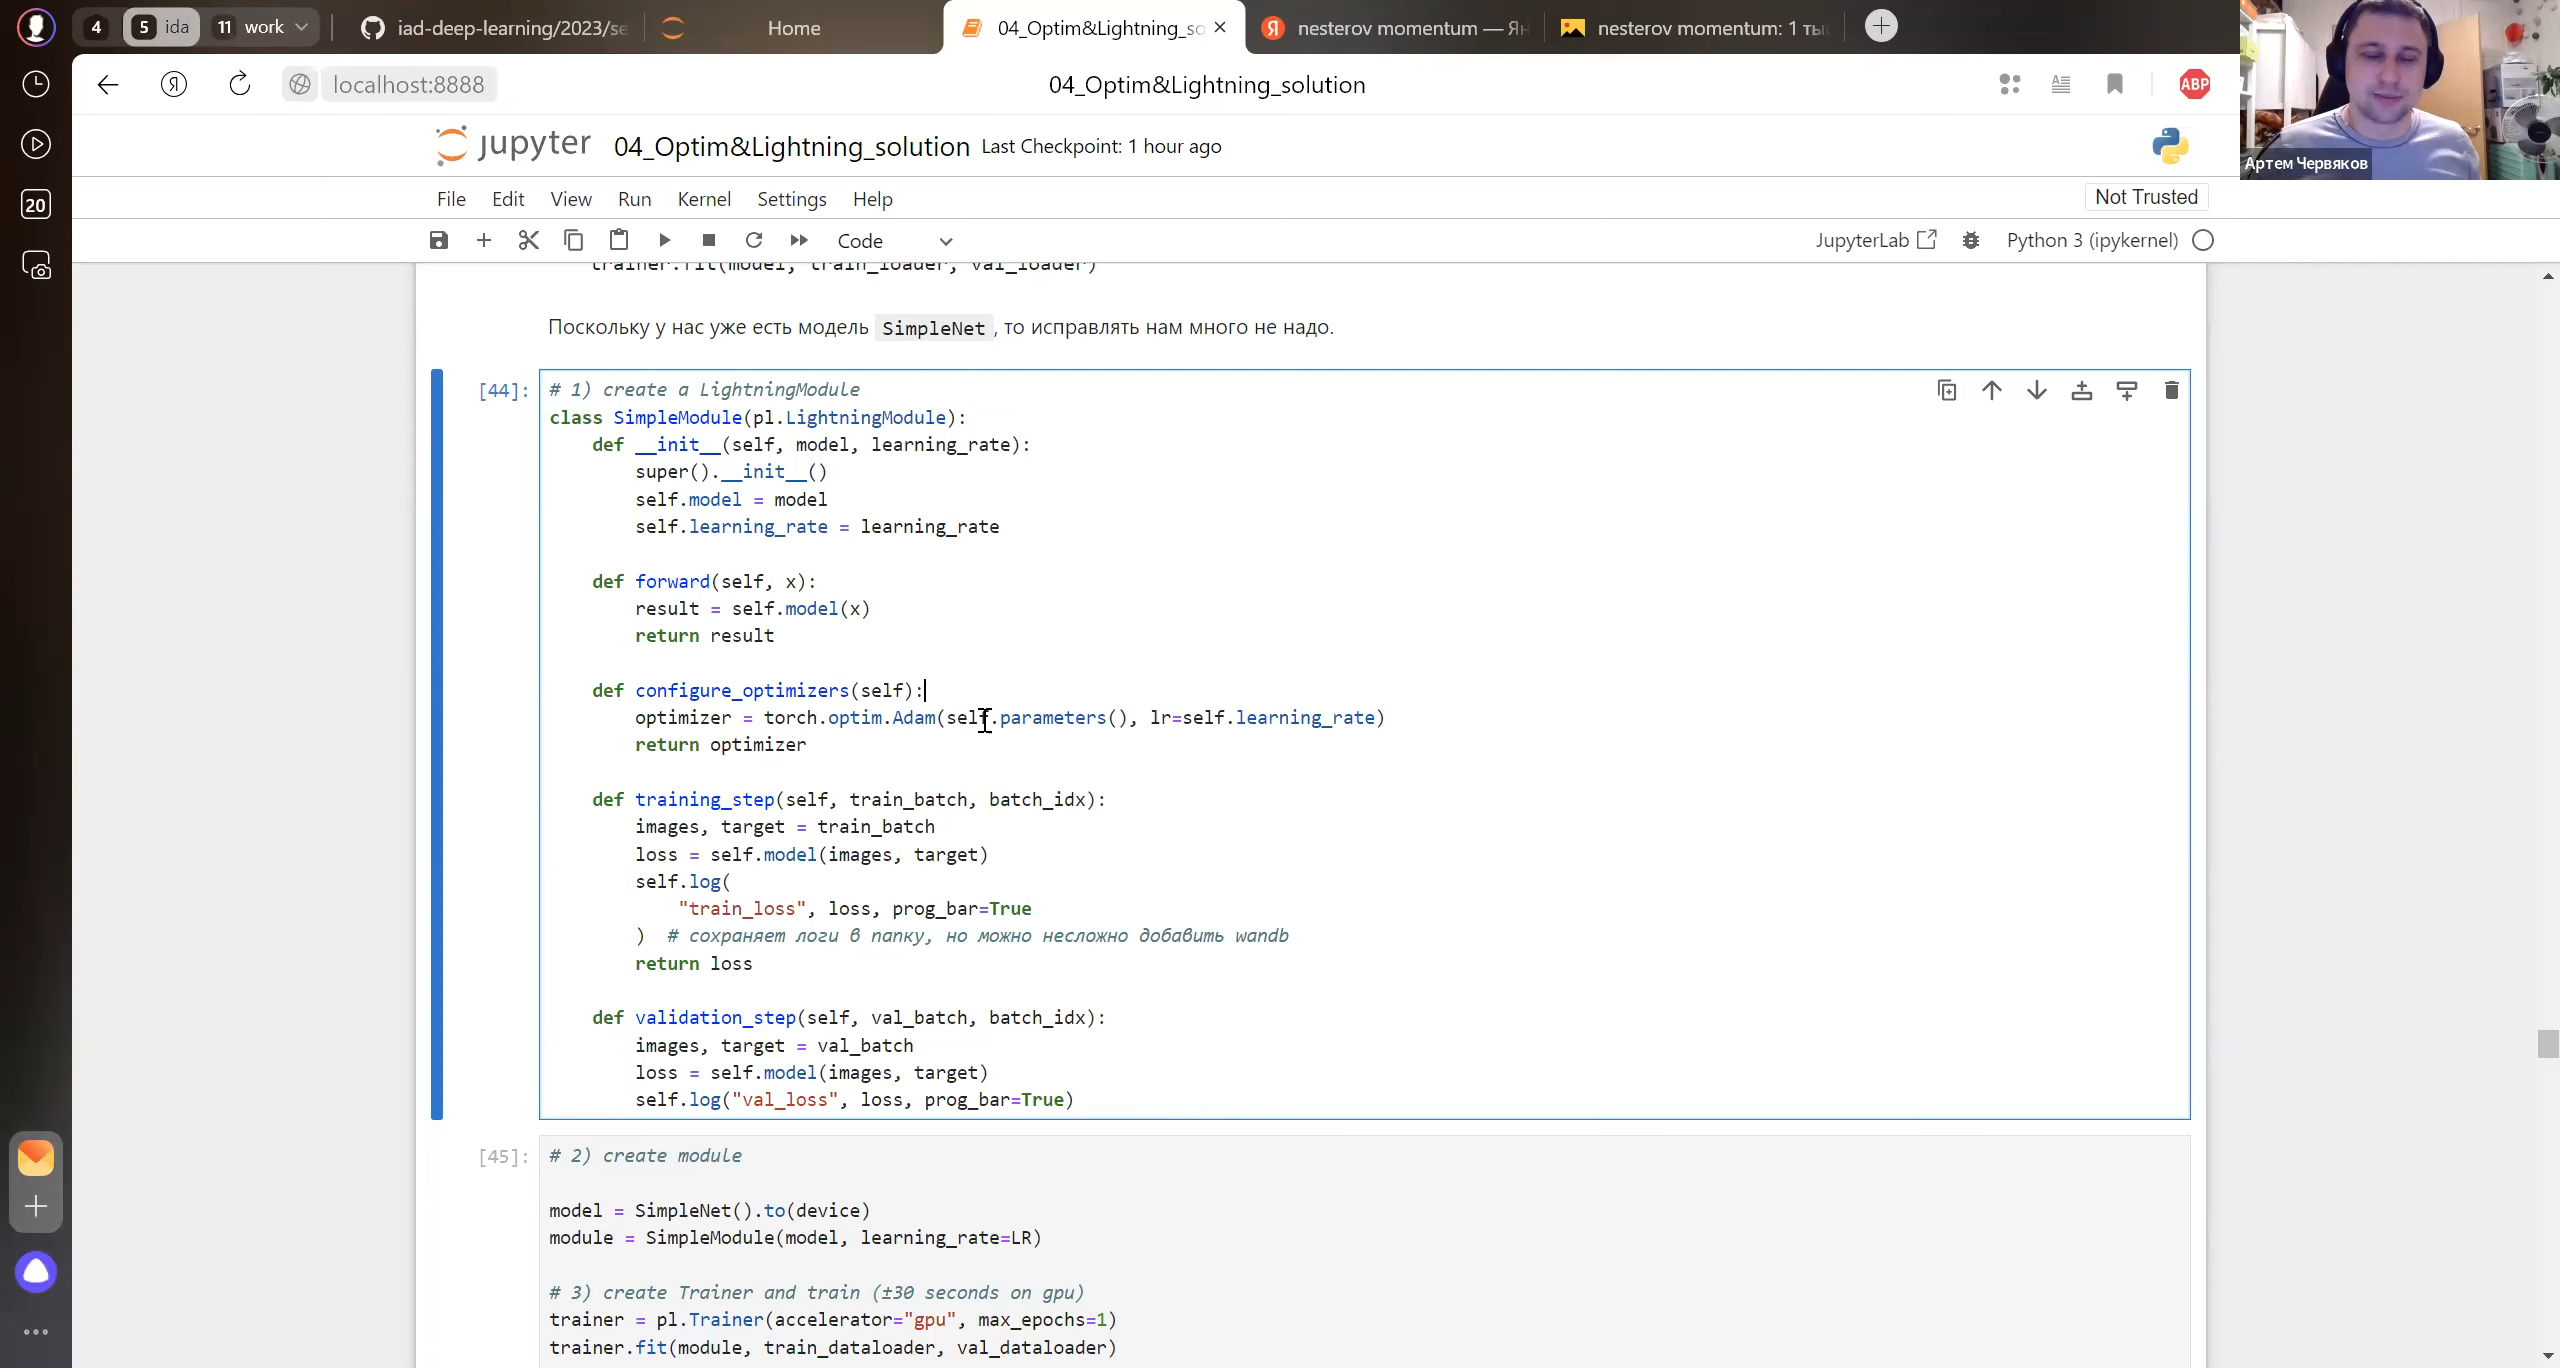 4
5 ida
11 work
iad-deep-learning/2023/se
Home
04_Optim&Lightning_so
nesterov momentum — Ян
nesterov momentum: 1 ты
localhost:8888
04_Optim&Lightning_solution
ABP
20
jupyter
04_Optim&Lightning_solution
Last Checkpoint: 1 hour ago
Артем Червяков
File Edit View Run Kernel Settings Help
Not Trusted
Code
JupyterLab
Python 3 (ipykernel)
trainer.fit(model, train_loader, val_loader)
Поскольку у нас уже есть модель SimpleNet, то исправлять нам много не надо.
[44]:
# 1) create a LightningModule
class SimpleModule(pl.LightningModule):
    def __init__(self, model, learning_rate):
        super().__init__()
        self.model = model
        self.learning_rate = learning_rate
    def forward(self, x):
        result = self.model(x)
        return result
    def configure_optimizers(self):
        optimizer = torch.optim.Adam(self.parameters(), lr=self.learning_rate)
        return optimizer
    def training_step(self, train_batch, batch_idx):
        images, target = train_batch
        loss = self.model(images, target)
        self.log(
            "train_loss", loss, prog_bar=True
        )  # сохраняет логи в папку, но можно несложно добавить wandb
        return loss
    def validation_step(self, val_batch, batch_idx):
        images, target = val_batch
        loss = self.model(images, target)
        self.log("val_loss", loss, prog_bar=True)
[45]:
# 2) create module
model = SimpleNet().to(device)
module = SimpleModule(model, learning_rate=LR)
# 3) create Trainer and train (±30 seconds on gpu)
trainer = pl.Trainer(accelerator="gpu", max_epochs=1)
trainer.fit(module, train_dataloader, val_dataloader)